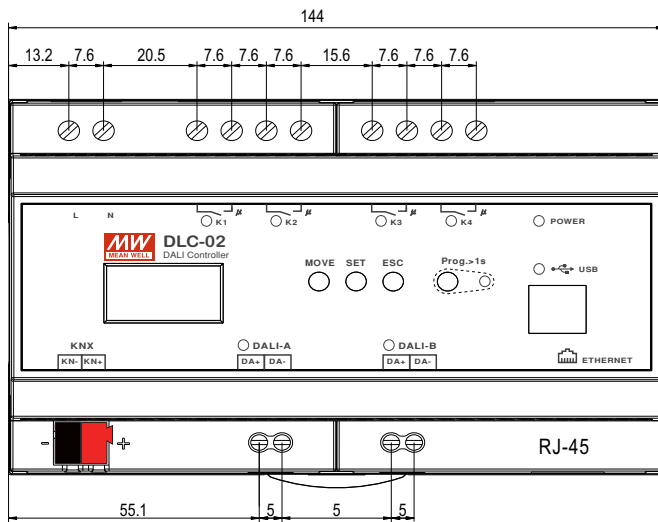 144
13.2 7.6 20.5 7.6 7.6 7.6 15.6 7.6 7.6 7.6
L N K1 μ K2 μ K3 μ K4 μ POWER
MW DLC-02
MEAN WELL DALI Controller
MOVE SET ESC Prog.>1s
USB
KNX DALI-A DALI-B
KN- KN+ DA+ DA- DA+ DA- ETHERNET
- + RJ-45
55.1 5 5 5